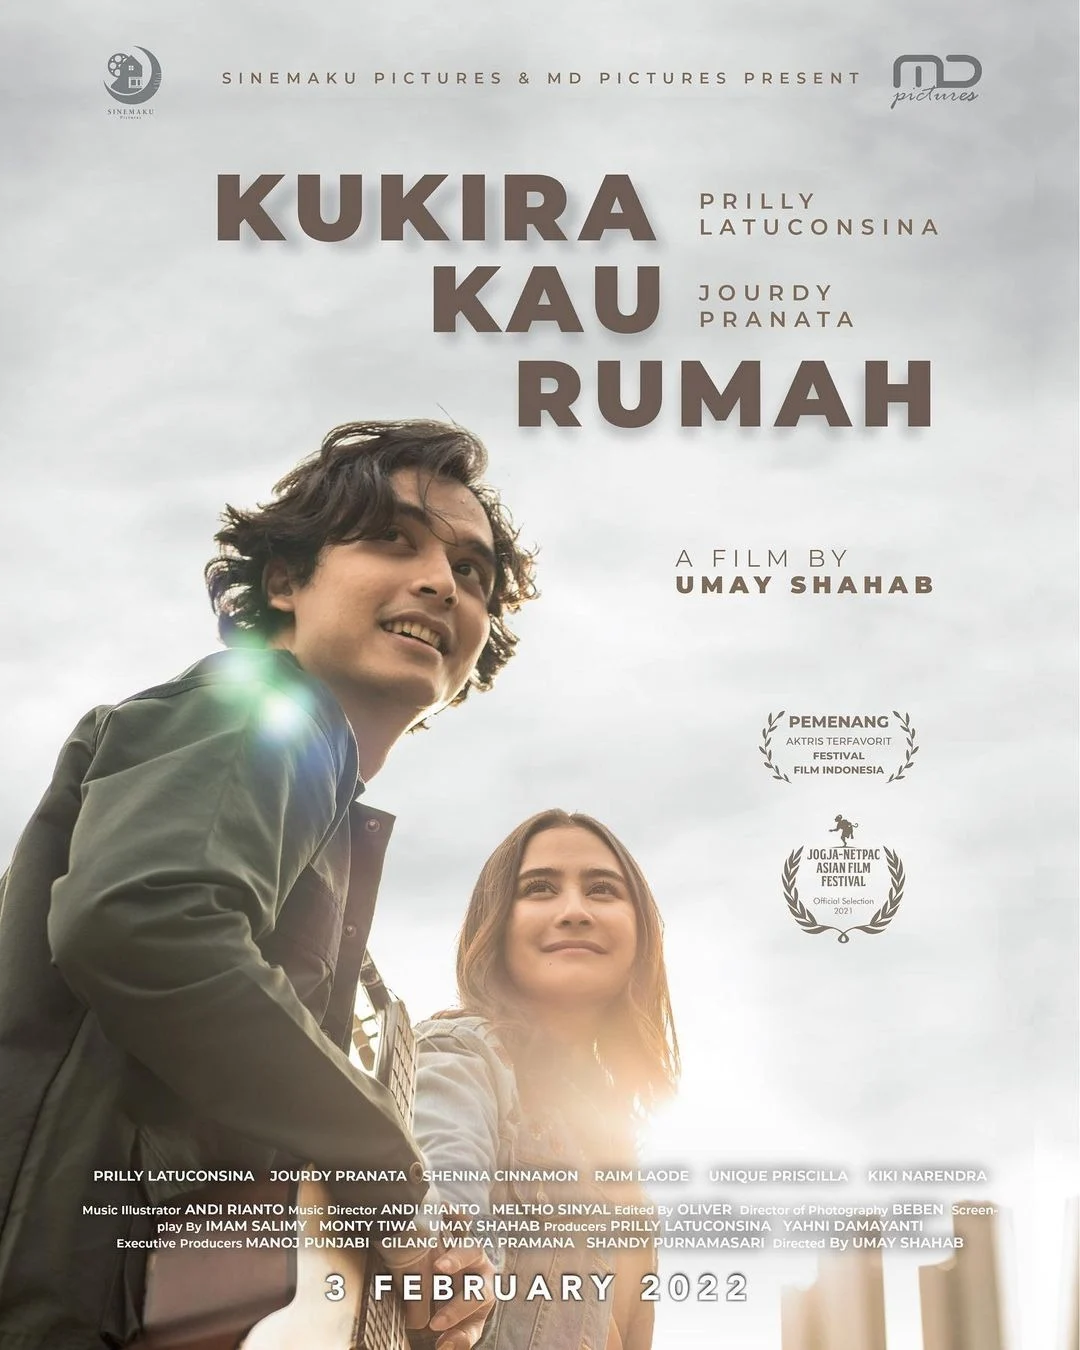 SINEMAKU PICTURES & MD PICTURES PRESENT
SINEMAKU
Pictures
MD
pictures
KUKIRA
KAU
RUMAH
PRILLY
LATUCONSINA
JOURDY
PRANATA
A FILM BY
UMAY SHAHAB
PEMENANG
AKTRIS TERFAVORIT
FESTIVAL
FILM INDONESIA
JOGJA-NETPAC
ASIAN FILM
FESTIVAL
Official Selection
2021
PRILLY LATUCONSINA JOURDY PRANATA SHENINA CINNAMON RAIM LAODE UNIQUE PRISCILLA KIKI NARENDRA
Music Illustrator ANDI RIANTO Music Director ANDI RIANTO MELTHO SINYAL Edited By OLIVER Director of Photography BEBEN Screen-
play By IMAM SALIMY MONTY TIWA UMAY SHAHAB Producers PRILLY LATUCONSINA YAHNI DAMAYANTI
Executive Producers MANOJ PUNJABI GILANG WIDYA PRAMANA SHANDY PURNAMASARI Directed By UMAY SHAHAB
3 FEBRUARY 2022